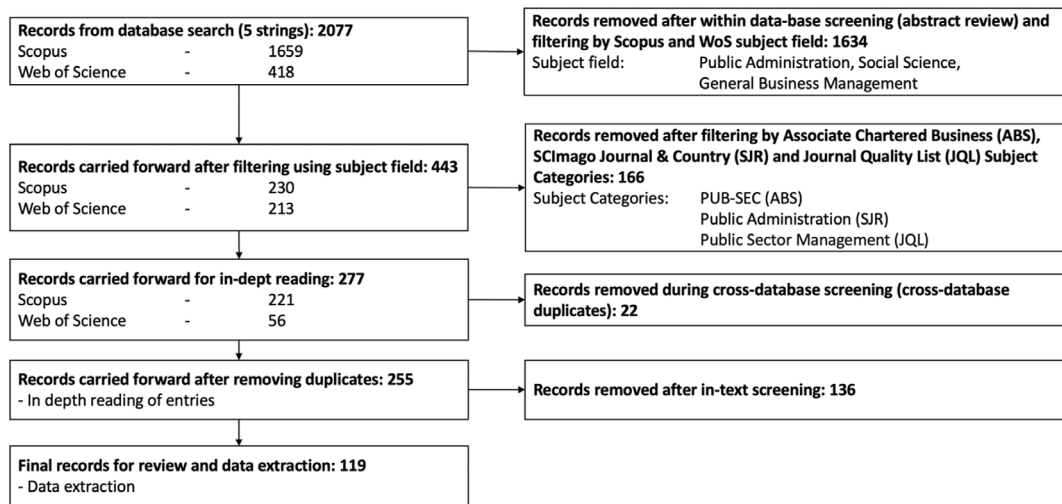 Records from database search (5 strings): 2077
Scopus - 1659
Web of Science - 418
Records removed after within data-base screening (abstract review) and
filtering by Scopus and WoS subject field: 1634
Subject field: Public Administration, Social Science,
General Business Management
Records carried forward after filtering using subject field: 443
Scopus - 230
Web of Science - 213
Records removed after filtering by Associate Chartered Business (ABS),
SCImago Journal & Country (SJR) and Journal Quality List (JQL) Subject
Categories: 166
Subject Categories: PUB-SEC (ABS)
Public Administration (SJR)
Public Sector Management (JQL)
Records carried forward for in-dept reading: 277
Scopus - 221
Web of Science - 56
Records removed during cross-database screening (cross-database
duplicates): 22
Records carried forward after removing duplicates: 255
- In depth reading of entries
Records removed after in-text screening: 136
Final records for review and data extraction: 119
- Data extraction